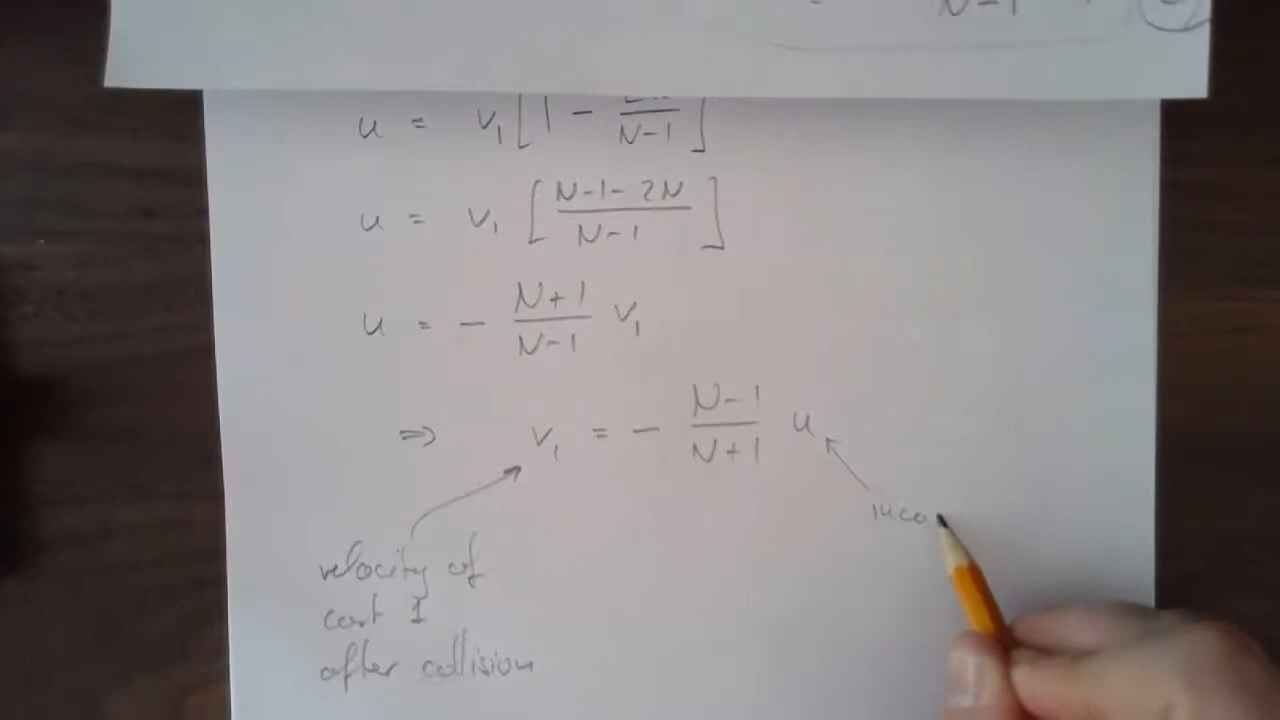 N-1
u = v₁[1 - ‾/N-1]
u = v₁ [N-1-2N/N-1]
u = - N+1/N-1 v₁
⇒ v₁ = - N-1/N+1 u
inco
velocity of
cart 1
after collision